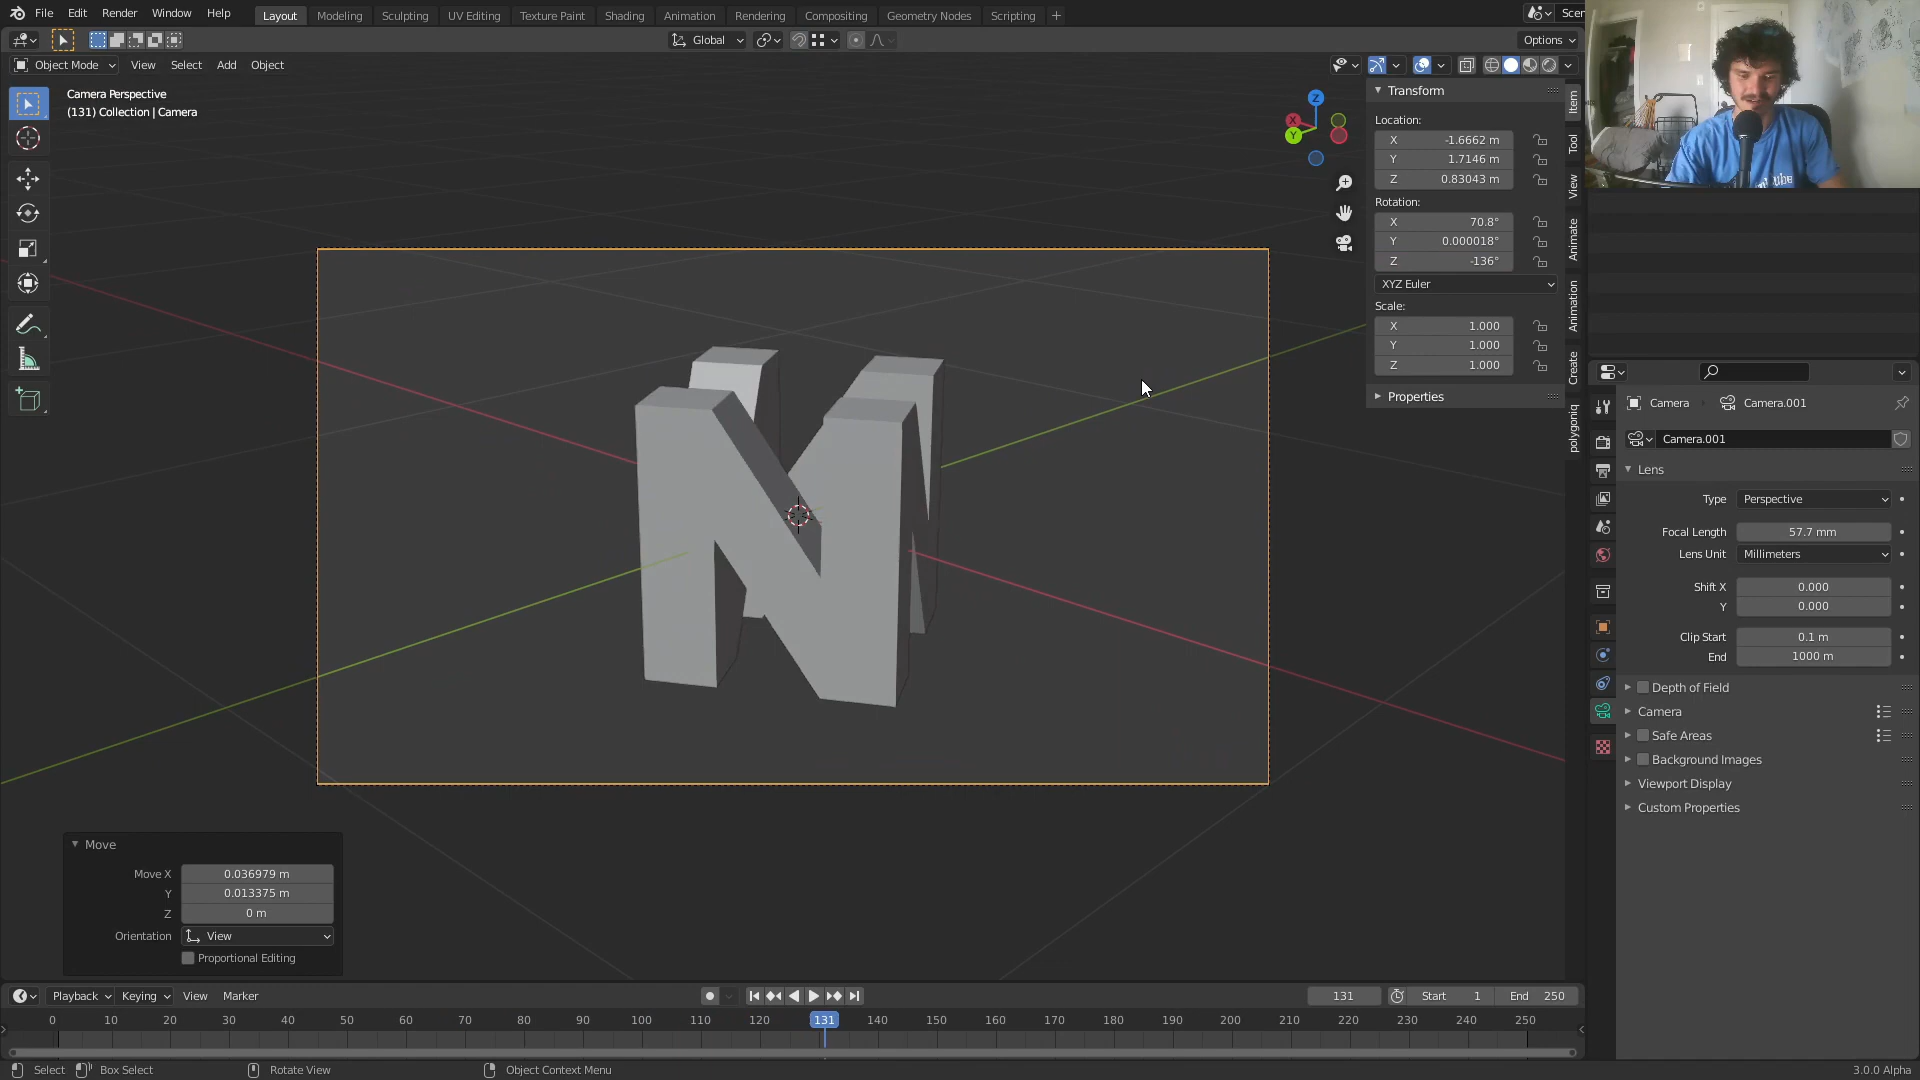 File Edit Render Window Help
Layout Modeling Sculpting UV Editing Texture Paint Shading Animation Rendering Compositing Geometry Nodes Scripting +
Scen
Global
Options
Object Mode View Select Add Object
Camera Perspective
(131) Collection | Camera
Z
X
Y
Transform
Location:
X -1.6662 m
Y 1.7146 m
Z 0.83043 m
Rotation:
X 70.8°
Y 0.000018°
Z -136°
XYZ Euler
Scale:
X 1.000
Y 1.000
Z 1.000
Properties
Item
Tool
View
Animate
Animation
Create
polygoniq
Camera Camera.001
Camera.001
Lens
Type Perspective
Focal Length 57.7 mm
Lens Unit Millimeters
Shift X 0.000
Y 0.000
Clip Start 0.1 m
End 1000 m
Depth of Field
Camera
Safe Areas
Background Images
Viewport Display
Custom Properties
Move
Move X 0.036979 m
Y 0.013375 m
Z 0 m
Orientation View
Proportional Editing
Playback Keying View Marker
131 Start 1 End 250
0 10 20 30 40 50 60 70 80 90 100 110 120 131 140 150 160 170 180 190 200 210 220 230 240 250
Select Box Select Rotate View Object Context Menu 3.0.0 Alpha